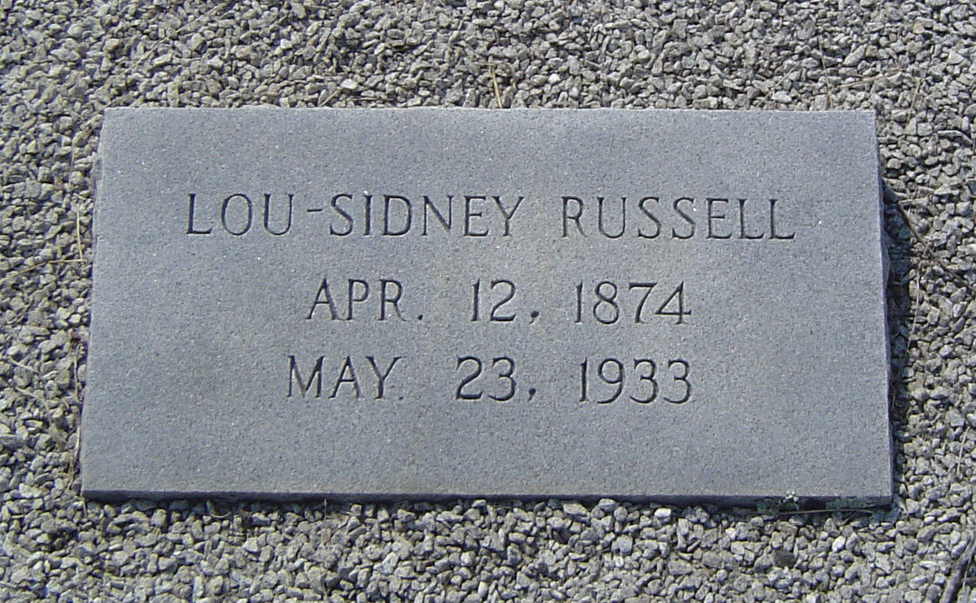 LOU-SIDNEY RUSSELL
APR. 12, 1874
MAY. 23, 1933